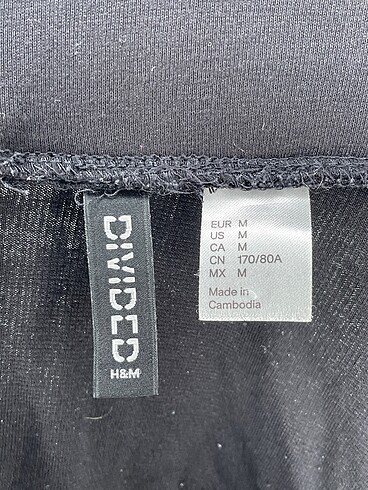 DIVIDED
H&M
EUR M
US M
CA M
CN 170/80A
MX M
Made in
Cambodia